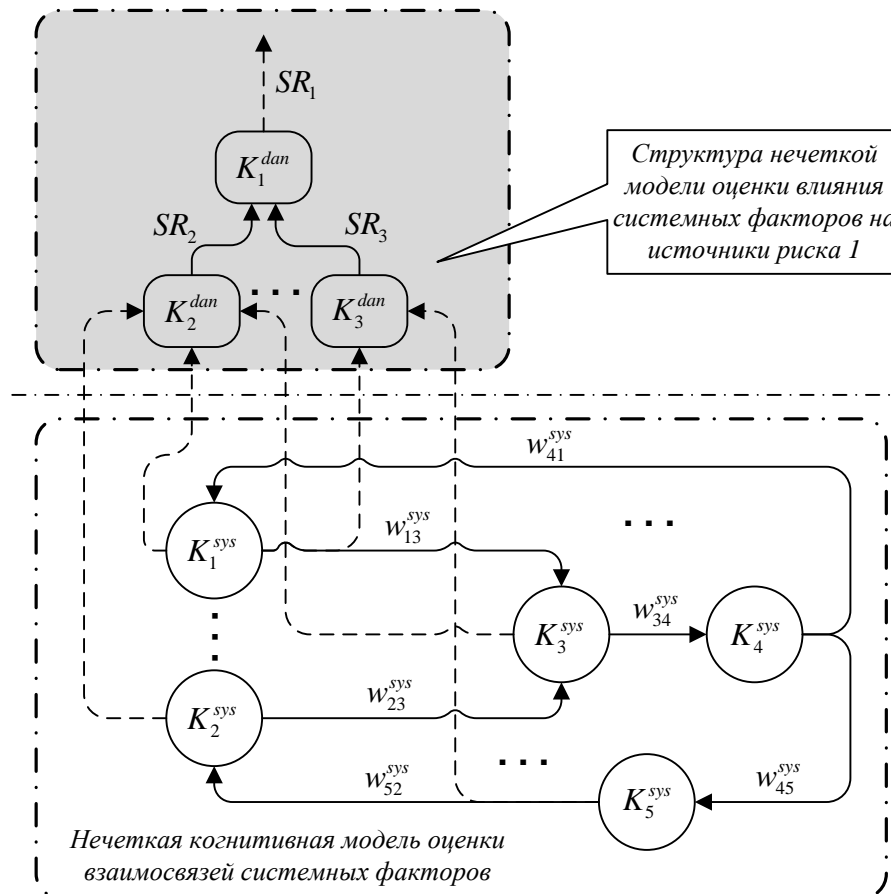 SR₁
K₁ᵈᵃⁿ
Структура нечеткой
модели оценки влияния
системных факторов на
источники риска 1
SR₂
SR₃
. . .
K₂ᵈᵃⁿ
K₃ᵈᵃⁿ
w₄₁ˢʸˢ
w₁₃ˢʸˢ
. . .
K₁ˢʸˢ
w₃₄ˢʸˢ
K₃ˢʸˢ
K₄ˢʸˢ
w₂₃ˢʸˢ
K₂ˢʸˢ
. . .
w₅₂ˢʸˢ
w₄₅ˢʸˢ
K₅ˢʸˢ
Нечеткая когнитивная модель оценки
взаимосвязей системных факторов